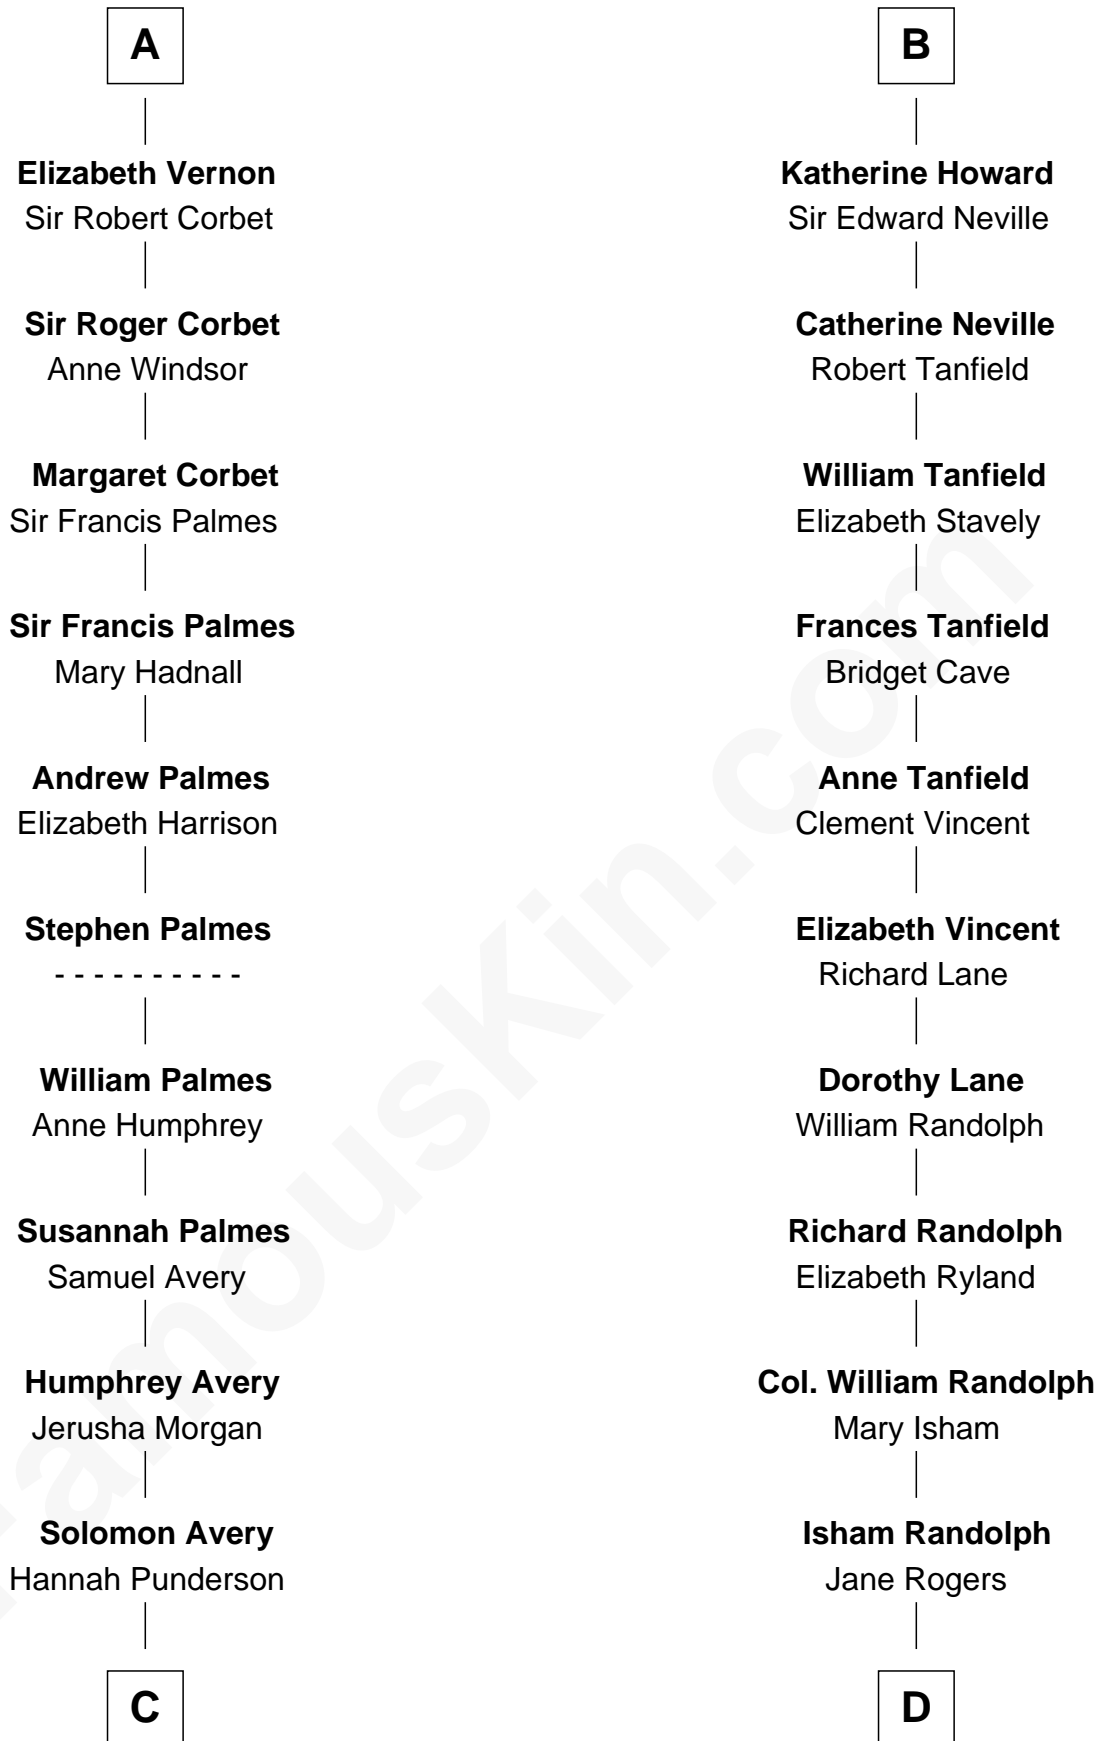 A
Elizabeth Vernon
Sir Robert Corbet
Sir Roger Corbet
Anne Windsor
Margaret Corbet
Sir Francis Palmes
Sir Francis Palmes
Mary Hadnall
Andrew Palmes
Elizabeth Harrison
Stephen Palmes
- - - - - - - - - -
William Palmes
Anne Humphrey
Susannah Palmes
Samuel Avery
Humphrey Avery
Jerusha Morgan
Solomon Avery
Hannah Punderson
C
B
Katherine Howard
Sir Edward Neville
Catherine Neville
Robert Tanfield
William Tanfield
Elizabeth Stavely
Frances Tanfield
Bridget Cave
Anne Tanfield
Clement Vincent
Elizabeth Vincent
Richard Lane
Dorothy Lane
William Randolph
Richard Randolph
Elizabeth Ryland
Col. William Randolph
Mary Isham
Isham Randolph
Jane Rogers
D
FamousKin.com